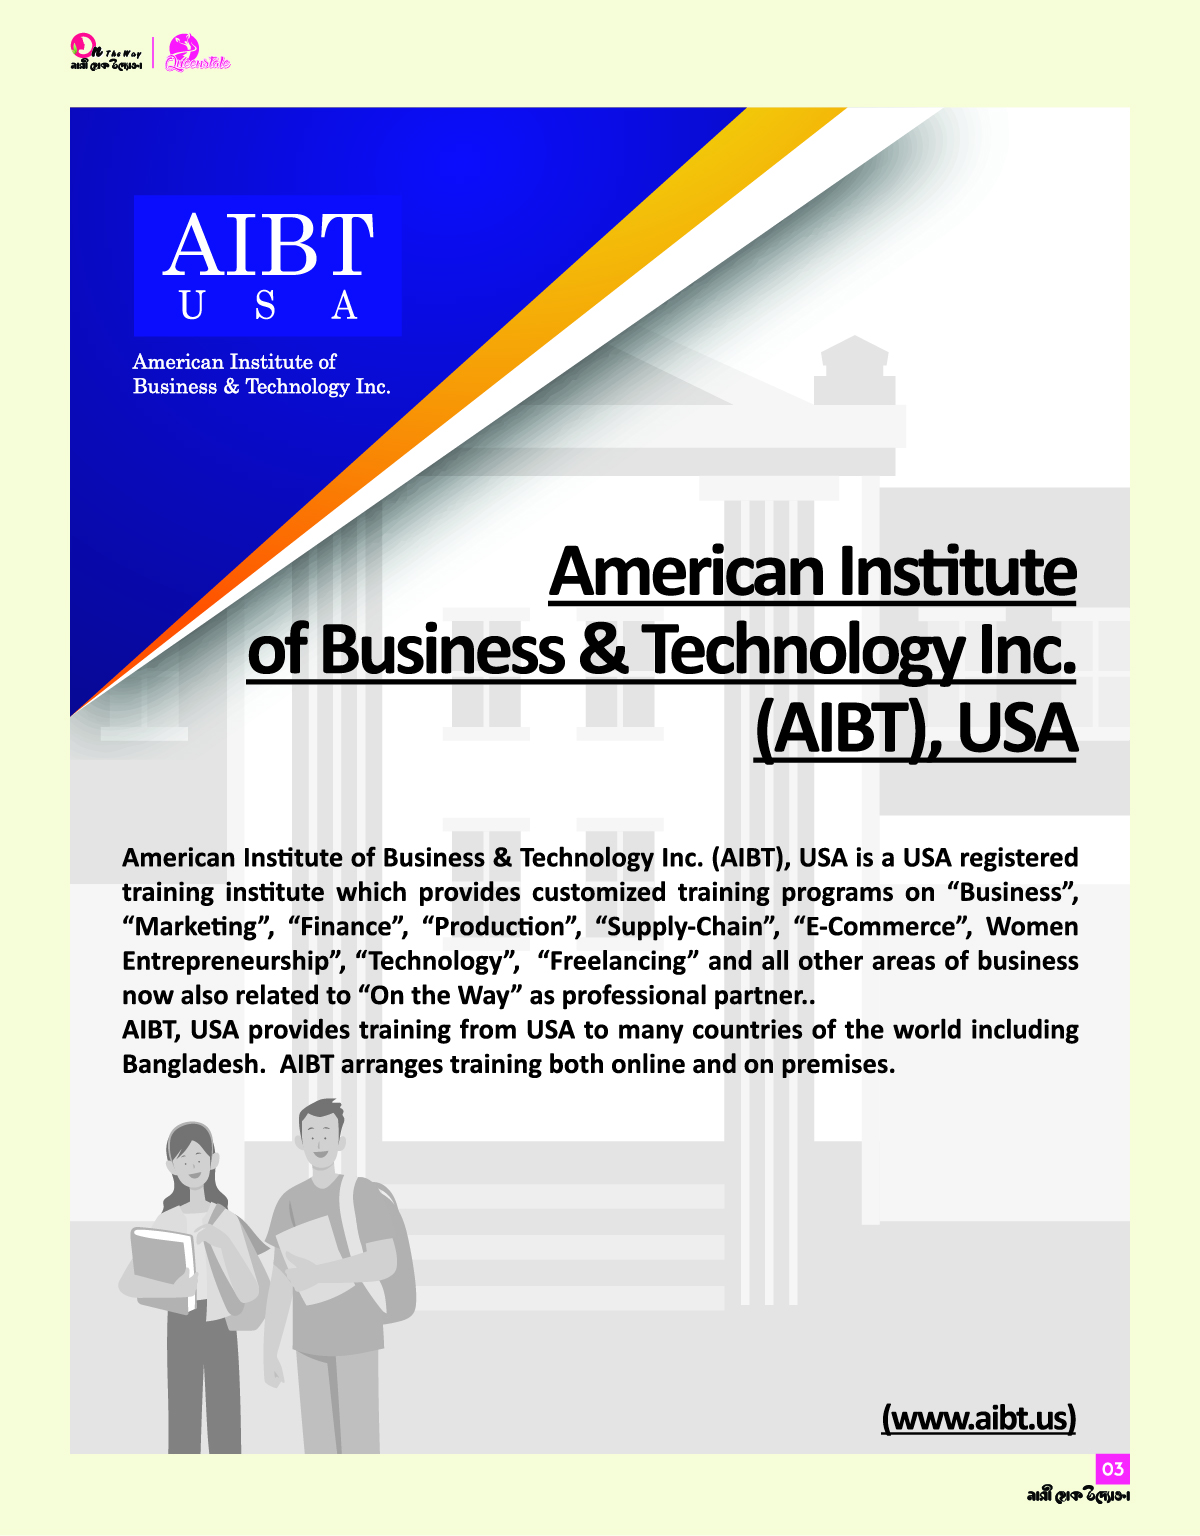 On The Way
নারী হোক উদ্যোক্তা
Queenstale
AIBT
U S A
American Institute of
Business & Technology Inc.
American Institute
of Business & Technology Inc.
(AIBT), USA
American Institute of Business & Technology Inc. (AIBT), USA is a USA registered
training institute which provides customized training programs on “Business”,
“Marketing”, “Finance”, “Production”, “Supply-Chain”, “E-Commerce”, Women
Entrepreneurship”, “Technology”,  “Freelancing” and all other areas of business
now also related to “On the Way” as professional partner..
AIBT, USA provides training from USA to many countries of the world including
Bangladesh.  AIBT arranges training both online and on premises.
(www.aibt.us)
03
নারী হোক উদ্যোক্তা